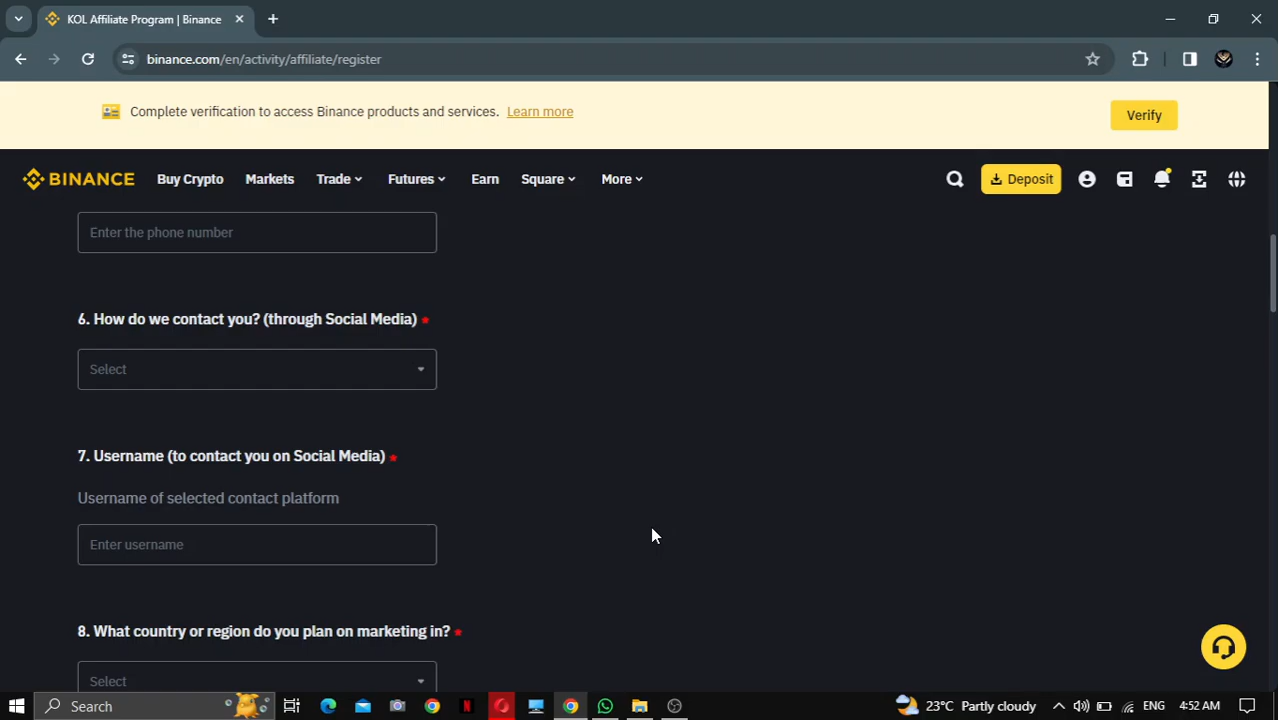 KOL Affiliate Program | Binance
binance.com/en/activity/affiliate/register
Complete verification to access Binance products and services. Learn more
Verify
BINANCE Buy Crypto Markets Trade Futures Earn Square More Deposit
Enter the phone number
6. How do we contact you? (through Social Media) *
Select
7. Username (to contact you on Social Media) *
Username of selected contact platform
Enter username
8. What country or region do you plan on marketing in? *
Select
Search 23°C Partly cloudy ENG 4:52 AM